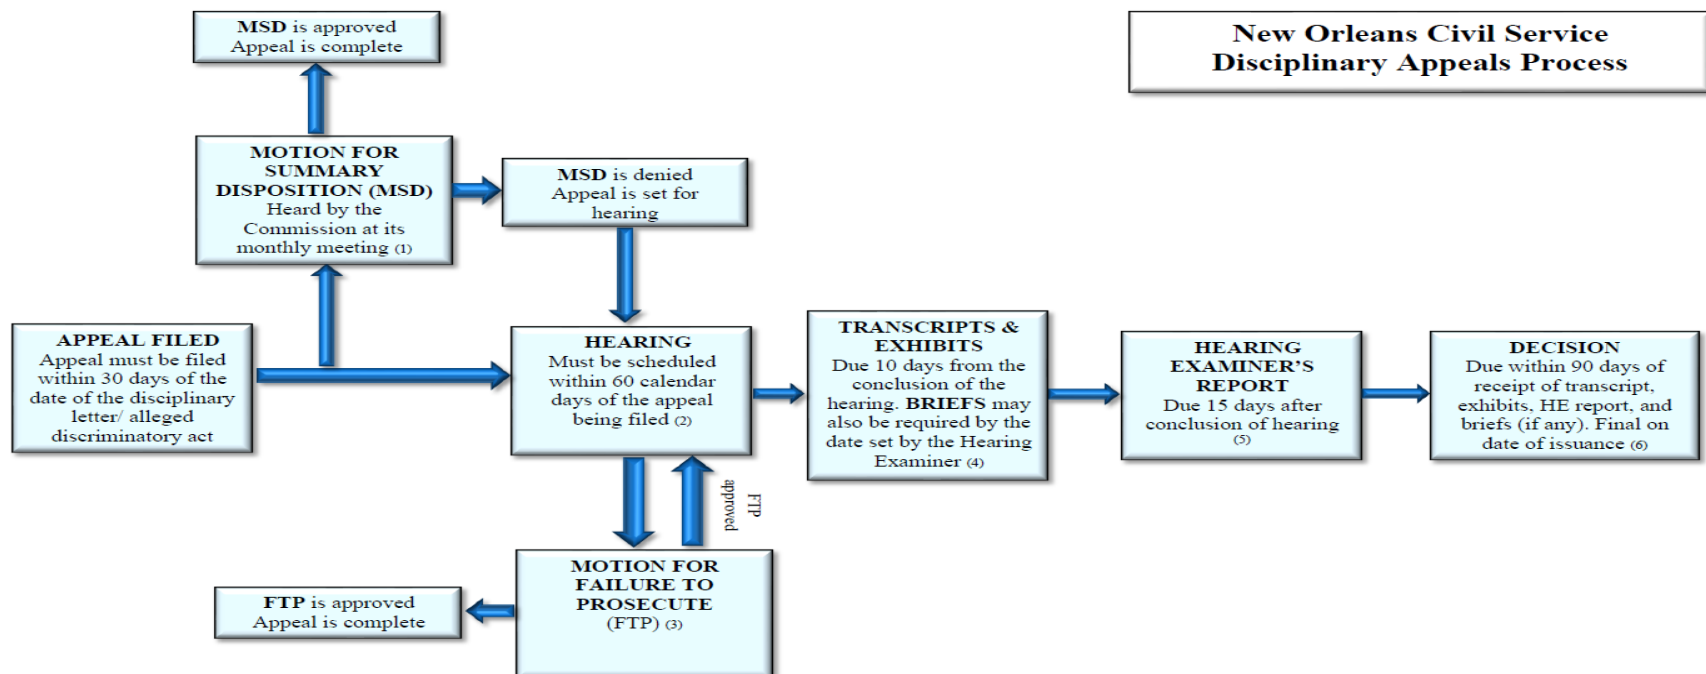 MSD is approved
Appeal is complete
New Orleans Civil Service
Disciplinary Appeals Process
MOTION FOR
SUMMARY
DISPOSITION (MSD)
Heard by the
Commission at its
monthly meeting (1)
MSD is denied
Appeal is set for
hearing
APPEAL FILED
Appeal must be filed
within 30 days of the
date of the disciplinary
letter/ alleged
discriminatory act
HEARING
Must be scheduled
within 60 calendar
days of the appeal
being filed (2)
TRANSCRIPTS &
EXHIBITS
Due 10 days from the
conclusion of the
hearing. BRIEFS may
also be required by the
date set by the Hearing
Examiner (4)
HEARING
EXAMINER'S
REPORT
Due 15 days after
conclusion of hearing
(5)
DECISION
Due within 90 days of
receipt of transcript,
exhibits, HE report, and
briefs (if any). Final on
date of issuance (6)
FTP
approved
MOTION FOR
FAILURE TO
PROSECUTE
(FTP) (3)
FTP is approved
Appeal is complete